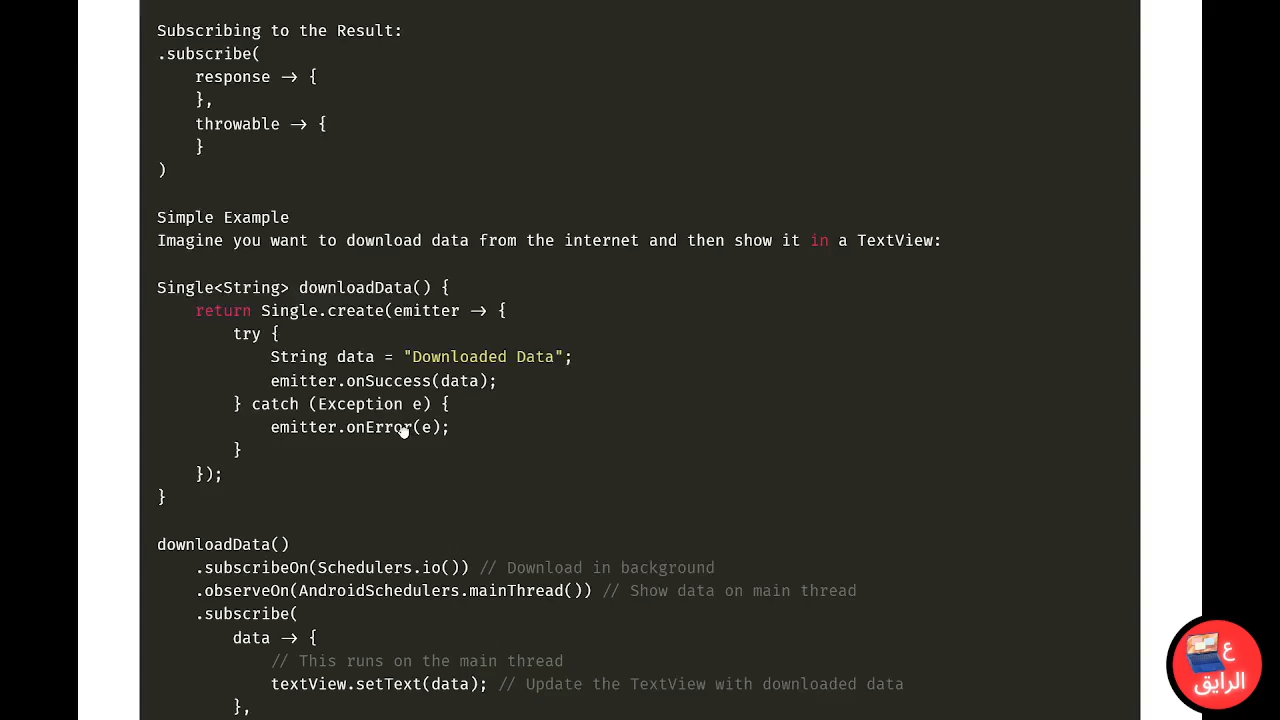 Subscribing to the Result:
.subscribe(
    response -> {
    },
    throwable -> {
    }
)
Simple Example
Imagine you want to download data from the internet and then show it in a TextView:
Single<String> downloadData() {
    return Single.create(emitter -> {
        try {
            String data = "Downloaded Data";
            emitter.onSuccess(data);
        } catch (Exception e) {
            emitter.onError(e);
        }
    });
}
downloadData()
    .subscribeOn(Schedulers.io()) // Download in background
    .observeOn(AndroidSchedulers.mainThread()) // Show data on main thread
    .subscribe(
        data -> {
            // This runs on the main thread
            textView.setText(data); // Update the TextView with downloaded data
        },
ع
الرايق